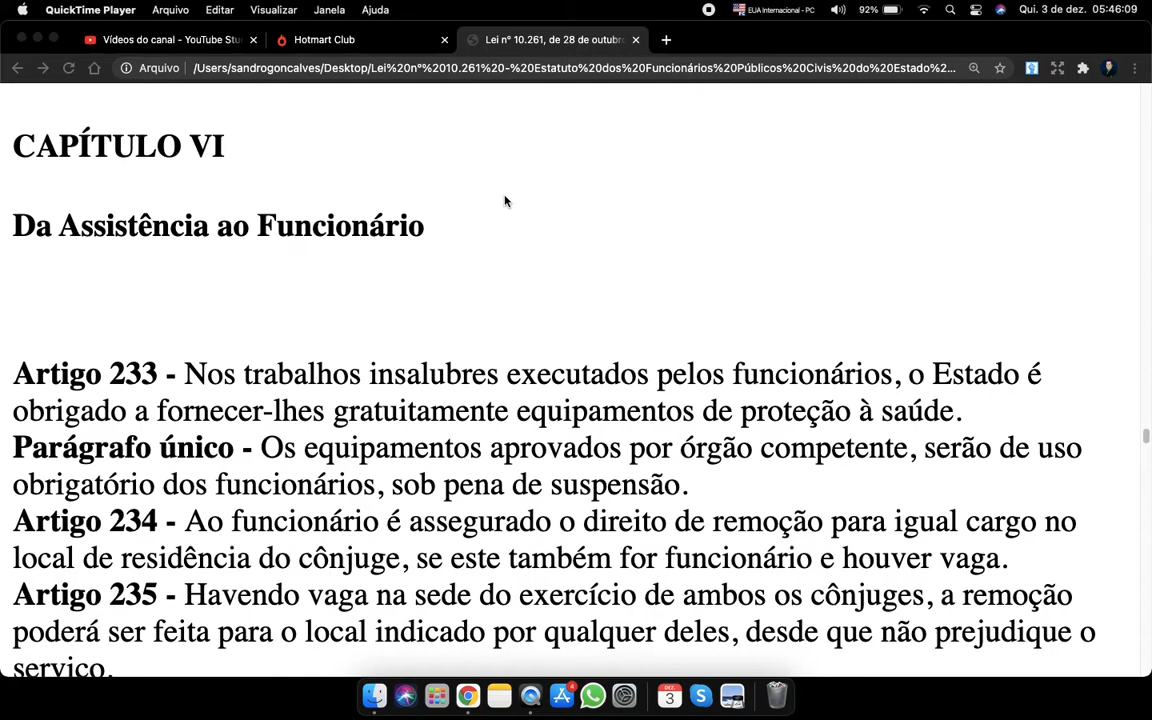 QuickTime Player Arquivo Editar Visualizar Janela Ajuda EUA Internacional - PC 92% Qui. 3 de dez. 05:46:09
Vídeos do canal - YouTube Stu Hotmart Club Lei nº 10.261, de 28 de outubr
Arquivo /Users/sandrogoncalves/Desktop/Lei%20nº%2010.261%20-%20Estatuto%20dos%20Funcionários%20Públicos%20Civis%20do%20Estado%2...
CAPÍTULO VI
Da Assistência ao Funcionário
Artigo 233 - Nos trabalhos insalubres executados pelos funcionários, o Estado é
obrigado a fornecer-lhes gratuitamente equipamentos de proteção à saúde.
Parágrafo único - Os equipamentos aprovados por órgão competente, serão de uso
obrigatório dos funcionários, sob pena de suspensão.
Artigo 234 - Ao funcionário é assegurado o direito de remoção para igual cargo no
local de residência do cônjuge, se este também for funcionário e houver vaga.
Artigo 235 - Havendo vaga na sede do exercício de ambos os cônjuges, a remoção
poderá ser feita para o local indicado por qualquer deles, desde que não prejudique o
serviço.
DEZ
3